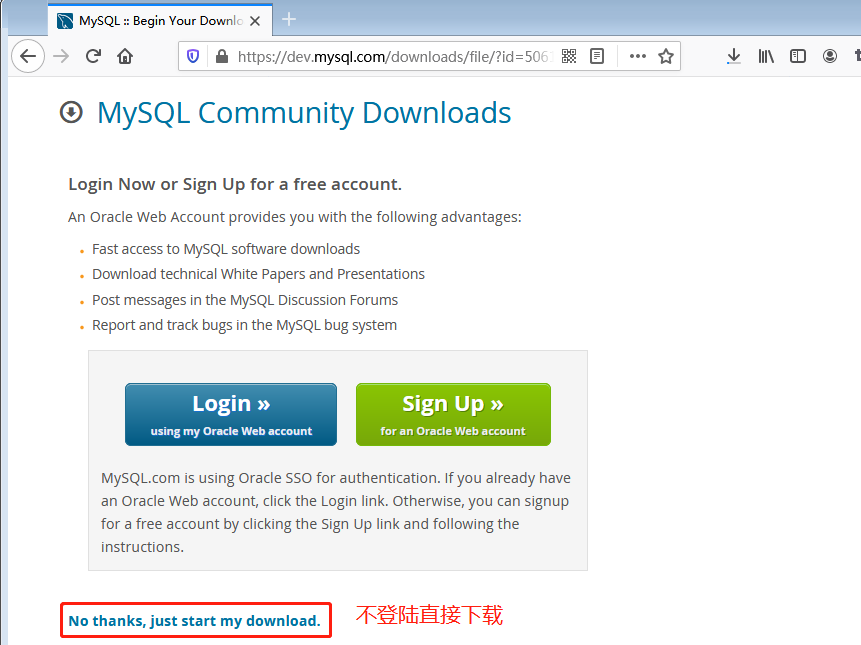 MySQL :: Begin Your Downlo
https://dev.mysql.com/downloads/file/?id=506
MySQL Community Downloads
Login Now or Sign Up for a free account.
An Oracle Web Account provides you with the following advantages:
Fast access to MySQL software downloads
Download technical White Papers and Presentations
Post messages in the MySQL Discussion Forums
Report and track bugs in the MySQL bug system
Login »
using my Oracle Web account
Sign Up »
for an Oracle Web account
MySQL.com is using Oracle SSO for authentication. If you already have
an Oracle Web account, click the Login link. Otherwise, you can signup
for a free account by clicking the Sign Up link and following the
instructions.
No thanks, just start my download.
不登陆直接下载